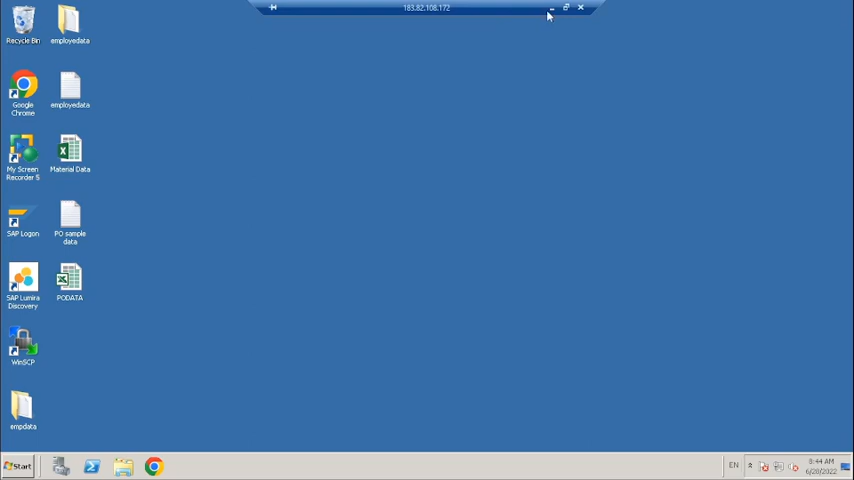 183.82.108.172
Recycle Bin
employedata
Google
Chrome
employedata
My Screen
Recorder 5
Material Data
SAP Logon
PO sample
data
SAP Lumira
Discovery
PODATA
WinSCP
empdata
Start
EN
8:44 AM
6/28/2022